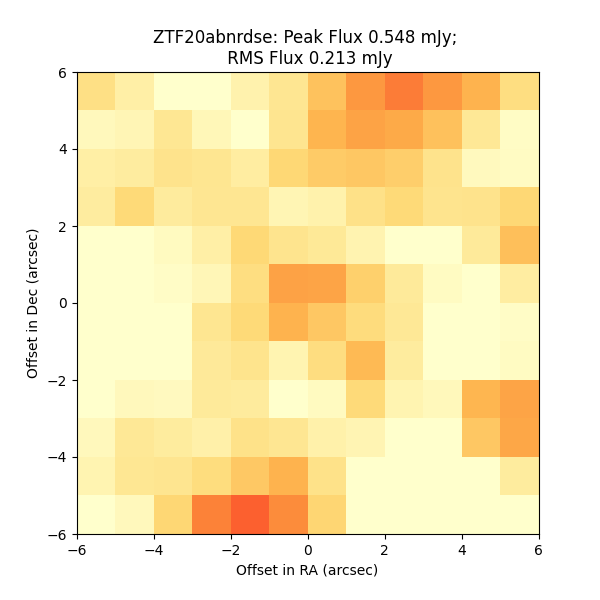 ZTF20abnrdse: Peak Flux 0.548 mJy;
RMS Flux 0.213 mJy
6
4
2
0
−2
−4
−6
Offset in Dec (arcsec)
−6 −4 −2 0 2 4 6
Offset in RA (arcsec)